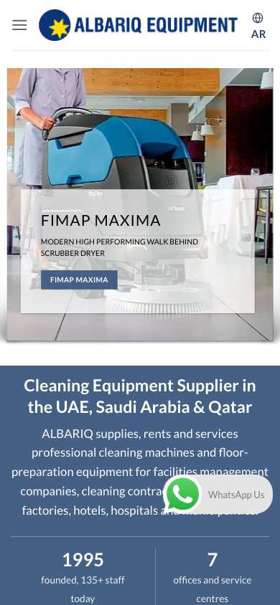 ALBARIQ EQUIPMENT
AR
FIMAP MAXIMA
MODERN HIGH PERFORMING WALK BEHIND
SCRUBBER DRYER
FIMAP MAXIMA
Cleaning Equipment Supplier in
the UAE, Saudi Arabia & Qatar
ALBARIQ supplies, rents and services
professional cleaning machines and floor-
preparation equipment for facilities management
companies, cleaning
factories, hotels, hospitals
WhatsApp Us
1995
7
founded, 135+ staff
today
offices and service
centres